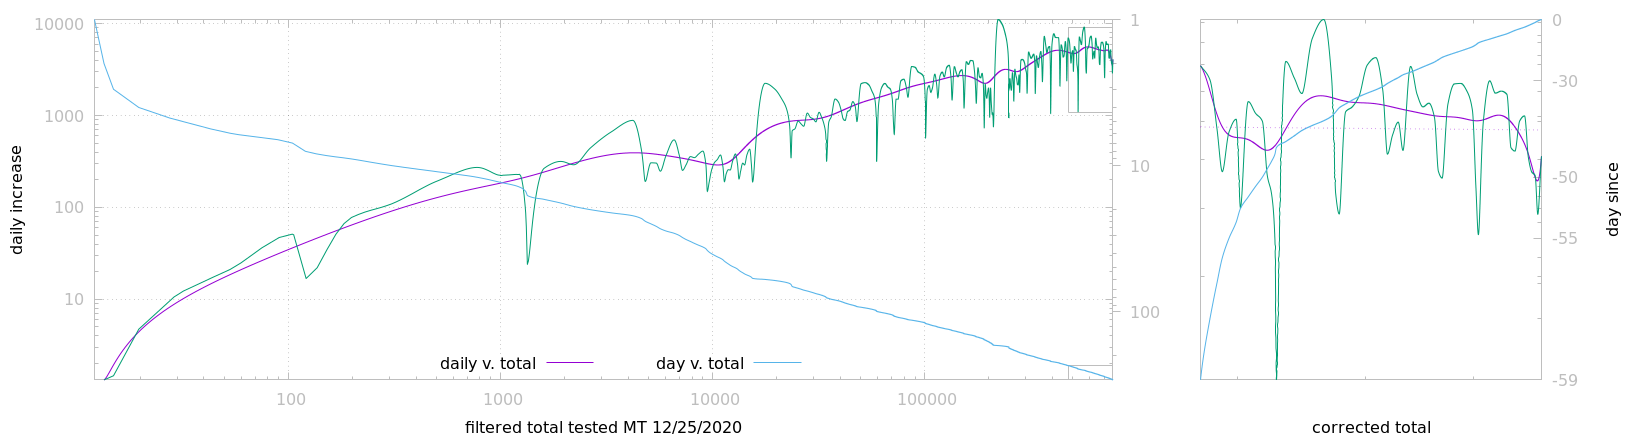 10000
1000
100
10
daily increase
daily v. total
day v. total
100
1000
10000
100000
filtered total tested MT 12/25/2020
1
10
100
0
-30
-50
-55
-59
day since
corrected total